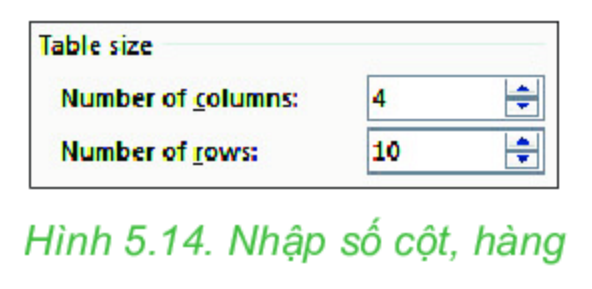 Table size
Number of columns: 4
Number of rows: 10
Hình 5.14. Nhập số cột, hàng